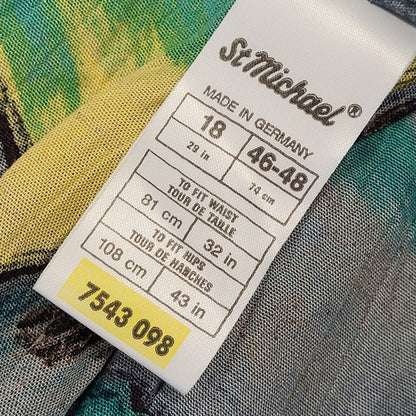 St Michael®
MADE IN GERMANY
18 46-48
29 in 74 cm
TO FIT WAIST
TOUR DE TAILLE
81 cm 32 in
TO FIT HIPS
TOUR DE HANCHES
108 cm 43 in
7543 098